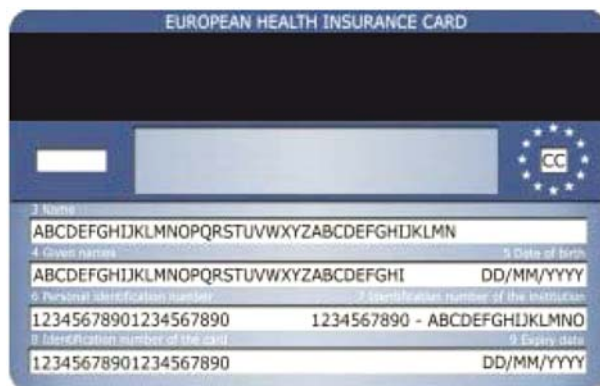 EUROPEAN HEALTH INSURANCE CARD
CC
3 Name
ABCDEFGHIJKLMNOPQRSTUVWXYZABCDEFGHIJKLMN
4 Given names 5 Date of birth
ABCDEFGHIJKLMNOPQRSTUVWXYZABCDEFGHI DD/MM/YYYY
6 Personal identification number 7 Identification number of the institution
12345678901234567890 1234567890 - ABCDEFGHIJKLMNO
8 Identification number of the card 9 Expiry date
12345678901234567890 DD/MM/YYYY